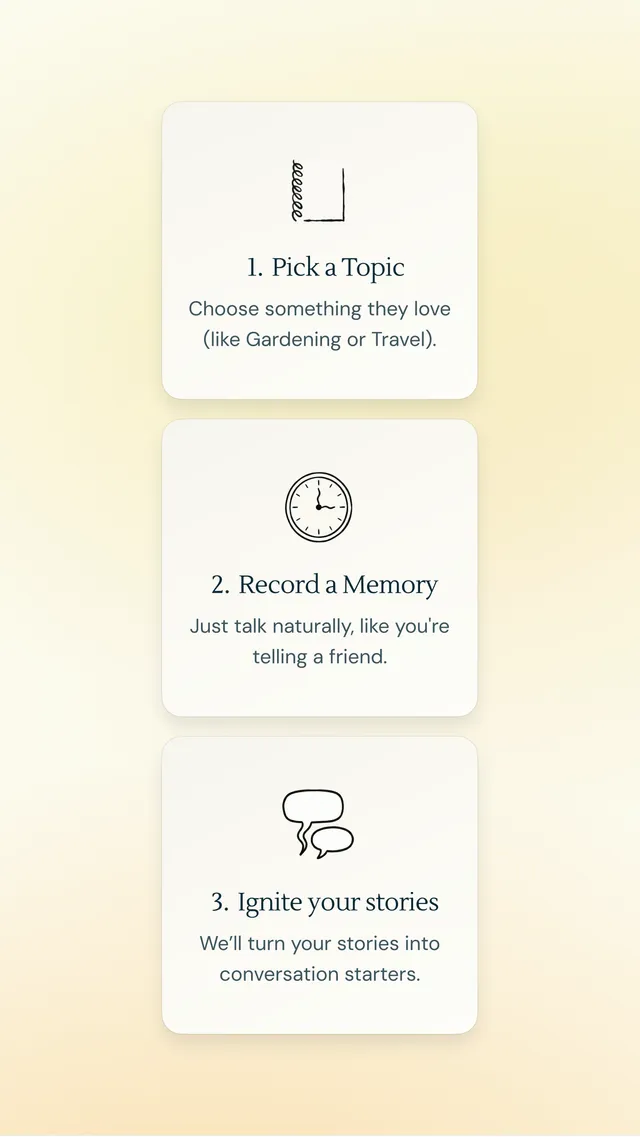 1. Pick a Topic
Choose something they love
(like Gardening or Travel).
2. Record a Memory
Just talk naturally, like you're
telling a friend.
3. Ignite your stories
We’ll turn your stories into
conversation starters.